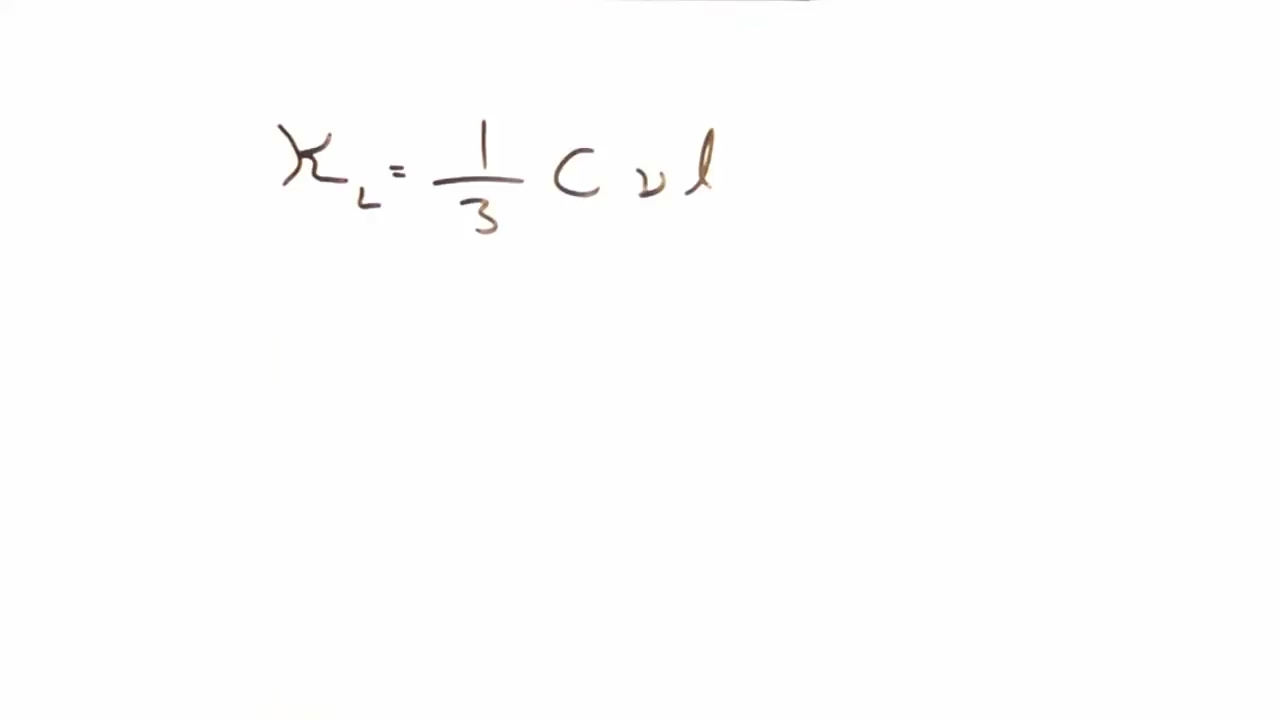 κ_L = 1/3 C ν l